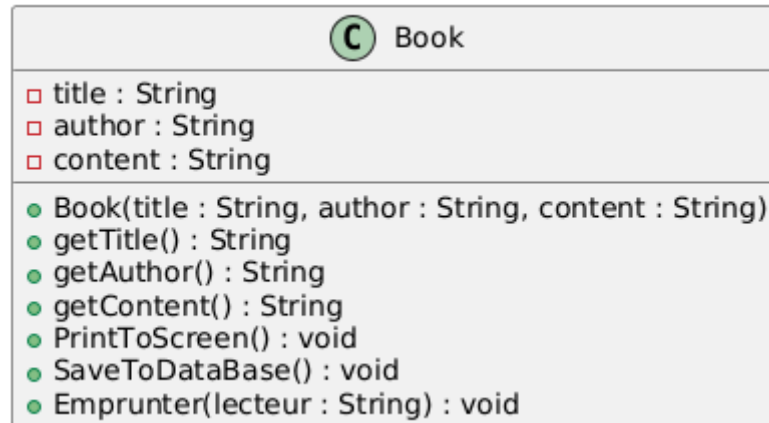 C Book
title : String
author : String
content : String
Book(title : String, author : String, content : String)
getTitle() : String
getAuthor() : String
getContent() : String
PrintToScreen() : void
SaveToDataBase() : void
Emprunter(lecteur : String) : void